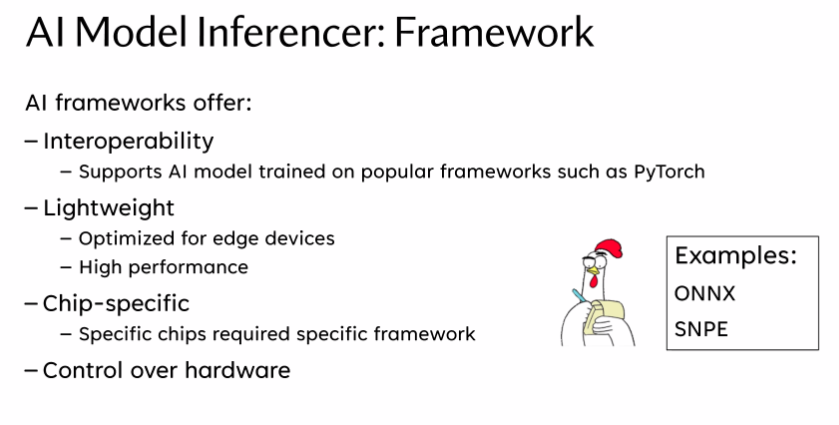 AI Model Inferencer: Framework
AI frameworks offer:
– Interoperability
– Supports AI model trained on popular frameworks such as PyTorch
– Lightweight
– Optimized for edge devices
– High performance
– Chip-specific
– Specific chips required specific framework
– Control over hardware
Examples:
ONNX
SNPE